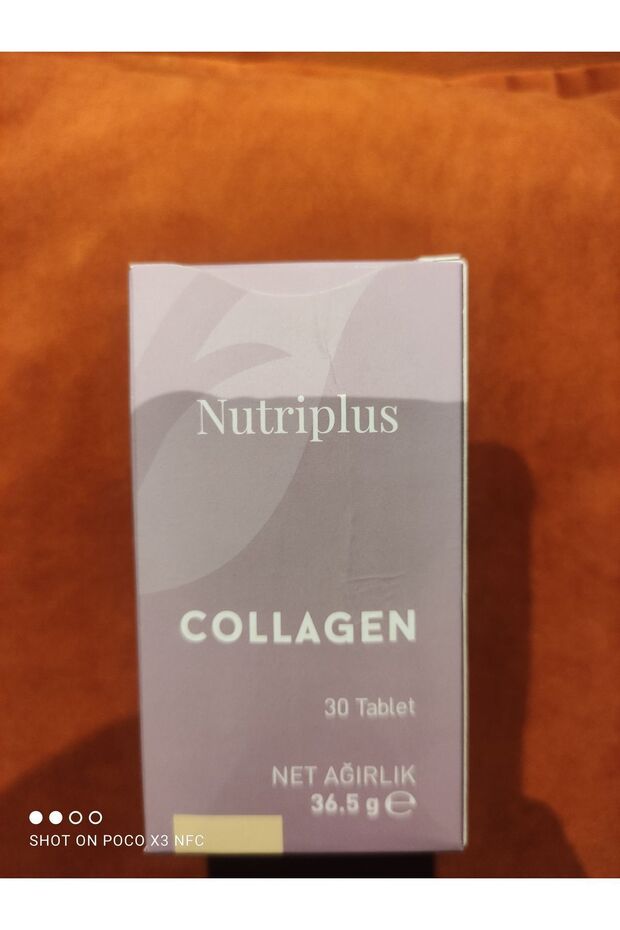 Nutriplus
COLLAGEN
30 Tablet
NET AĞIRLIK
36.5 g ℮
SHOT ON POCO X3 NFC